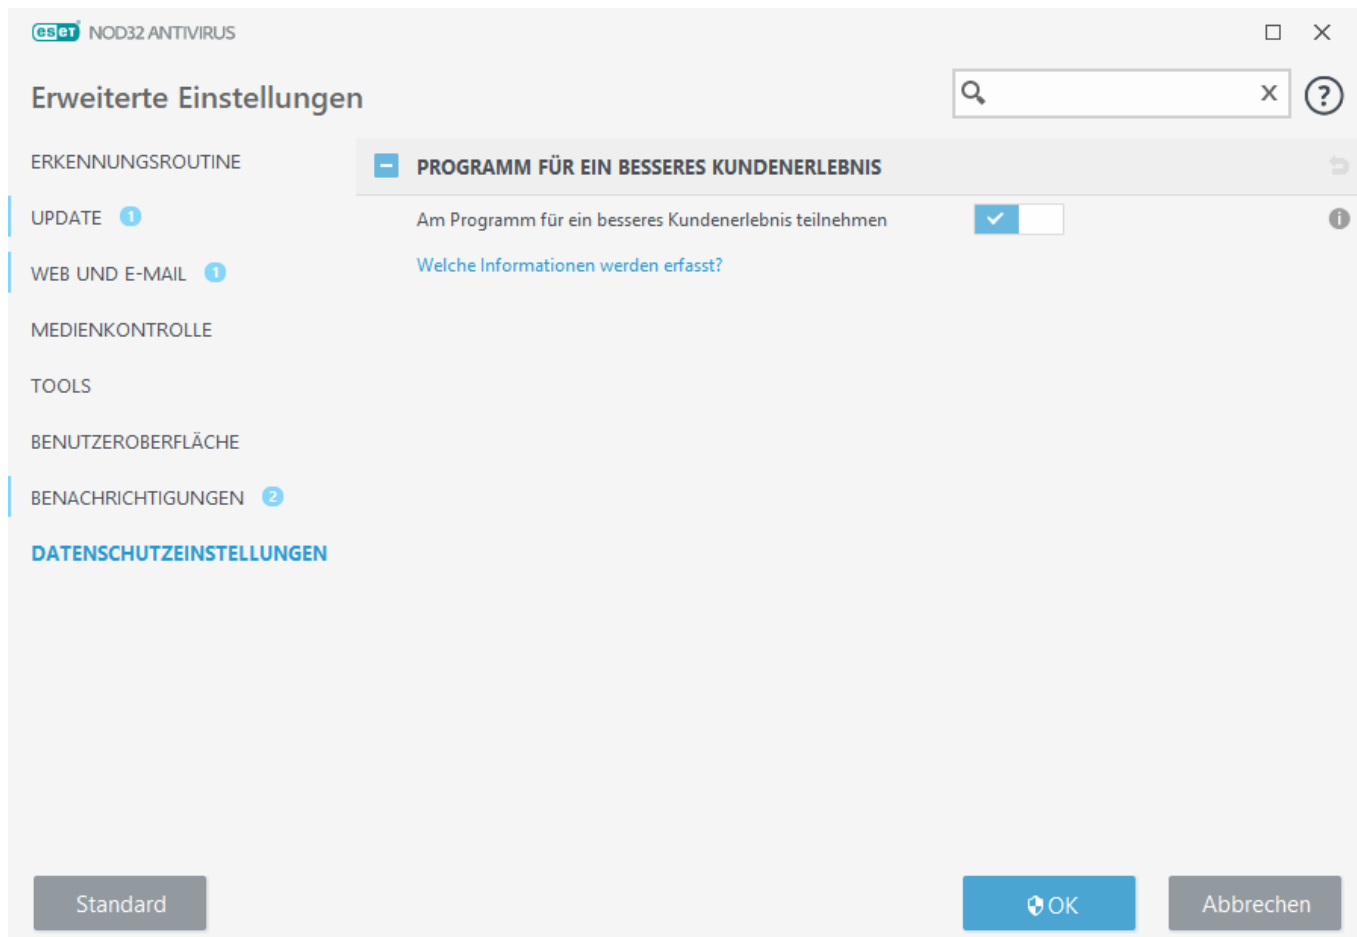 eset NOD32 ANTIVIRUS
Erweiterte Einstellungen
x ?
ERKENNUNGSROUTINE
PROGRAMM FÜR EIN BESSERES KUNDENERLEBNIS
UPDATE 1
Am Programm für ein besseres Kundenerlebnis teilnehmen
WEB UND E-MAIL 1
Welche Informationen werden erfasst?
MEDIENKONTROLLE
TOOLS
BENUTZEROBERFLÄCHE
BENACHRICHTIGUNGEN 2
DATENSCHUTZEINSTELLUNGEN
Standard
OK
Abbrechen